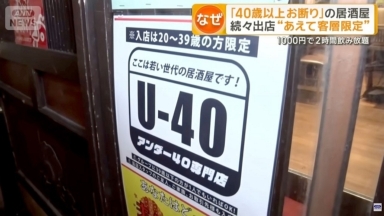 ANN NEWS
なぜ
「40歳以上お断り」の居酒屋
続々出店 “あえて客層限定”
1000円で2時間飲み放題
※入店は20〜39歳の方限定
ここは若い世代の居酒屋です!
U-40
アンダー40専門店